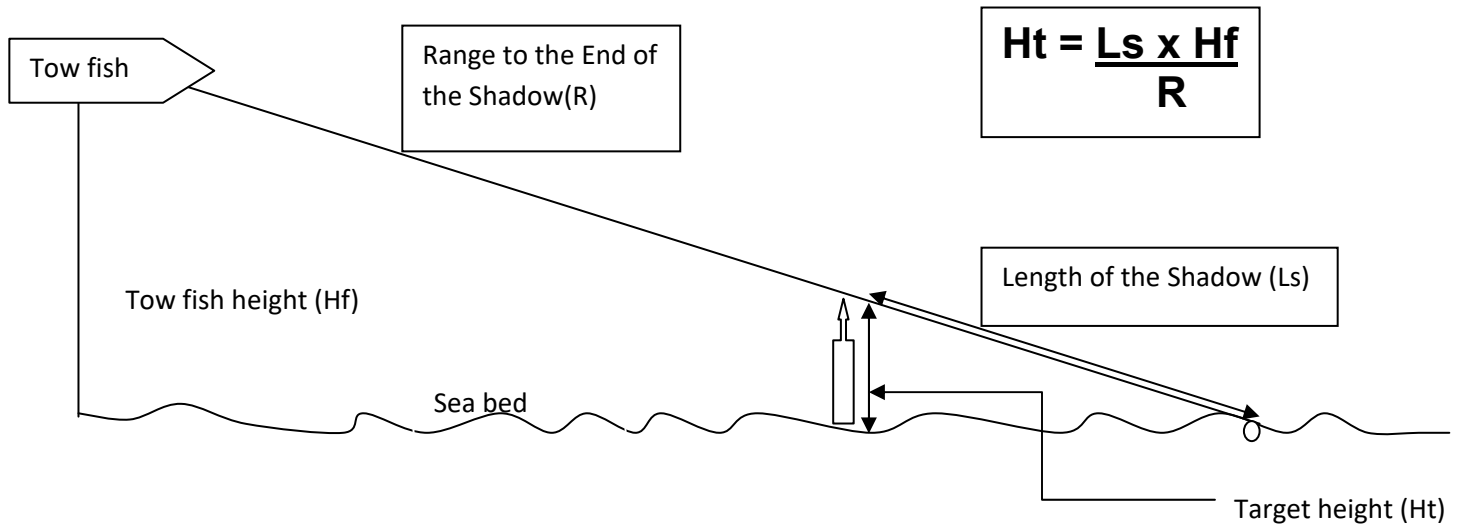 Tow fish
Range to the End of
the Shadow(R)
Ht = Ls x Hf
R
Length of the Shadow (Ls)
Tow fish height (Hf)
Sea bed
Target height (Ht)